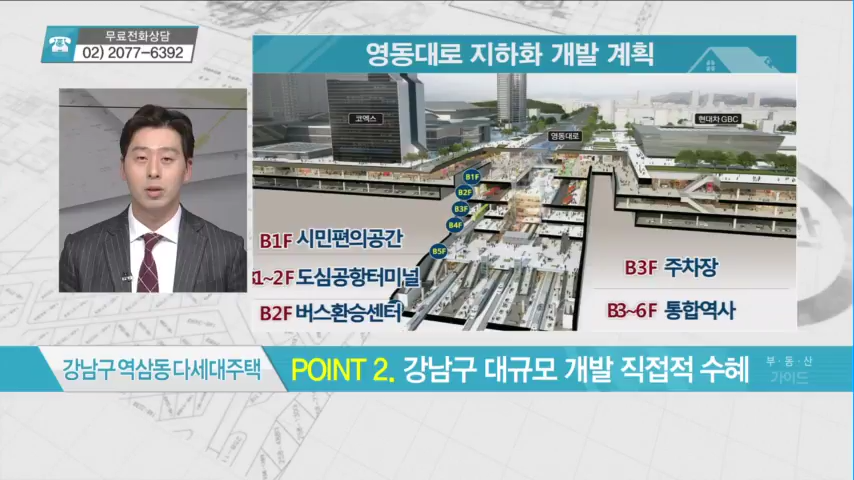 무료전화상담
02) 2077-6392
영동대로 지하화 개발 계획
코엑스
영동대로
현대차 GBC
B1F
B2F
B3F
B4F
B5F
B1F 시민편의공간
1~2F 도심공항터미널
B2F 버스환승센터
B3F 주차장
B3~6F 통합역사
강남구 역삼동 다세대주택
POINT 2. 강남구 대규모 개발 직접적 수혜
부·동·산
가이드